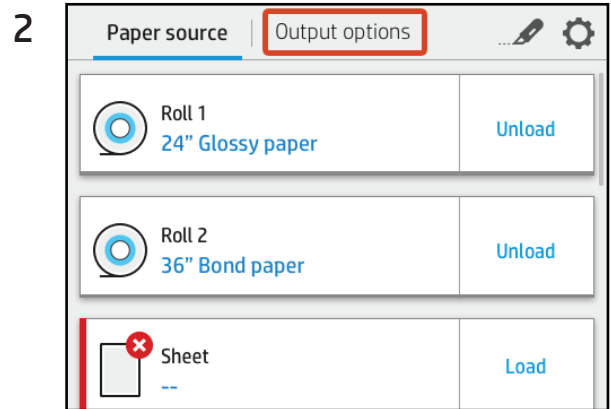 2
Paper source
Output options
Roll 1
24” Glossy paper
Unload
Roll 2
36” Bond paper
Unload
Sheet
--
Load